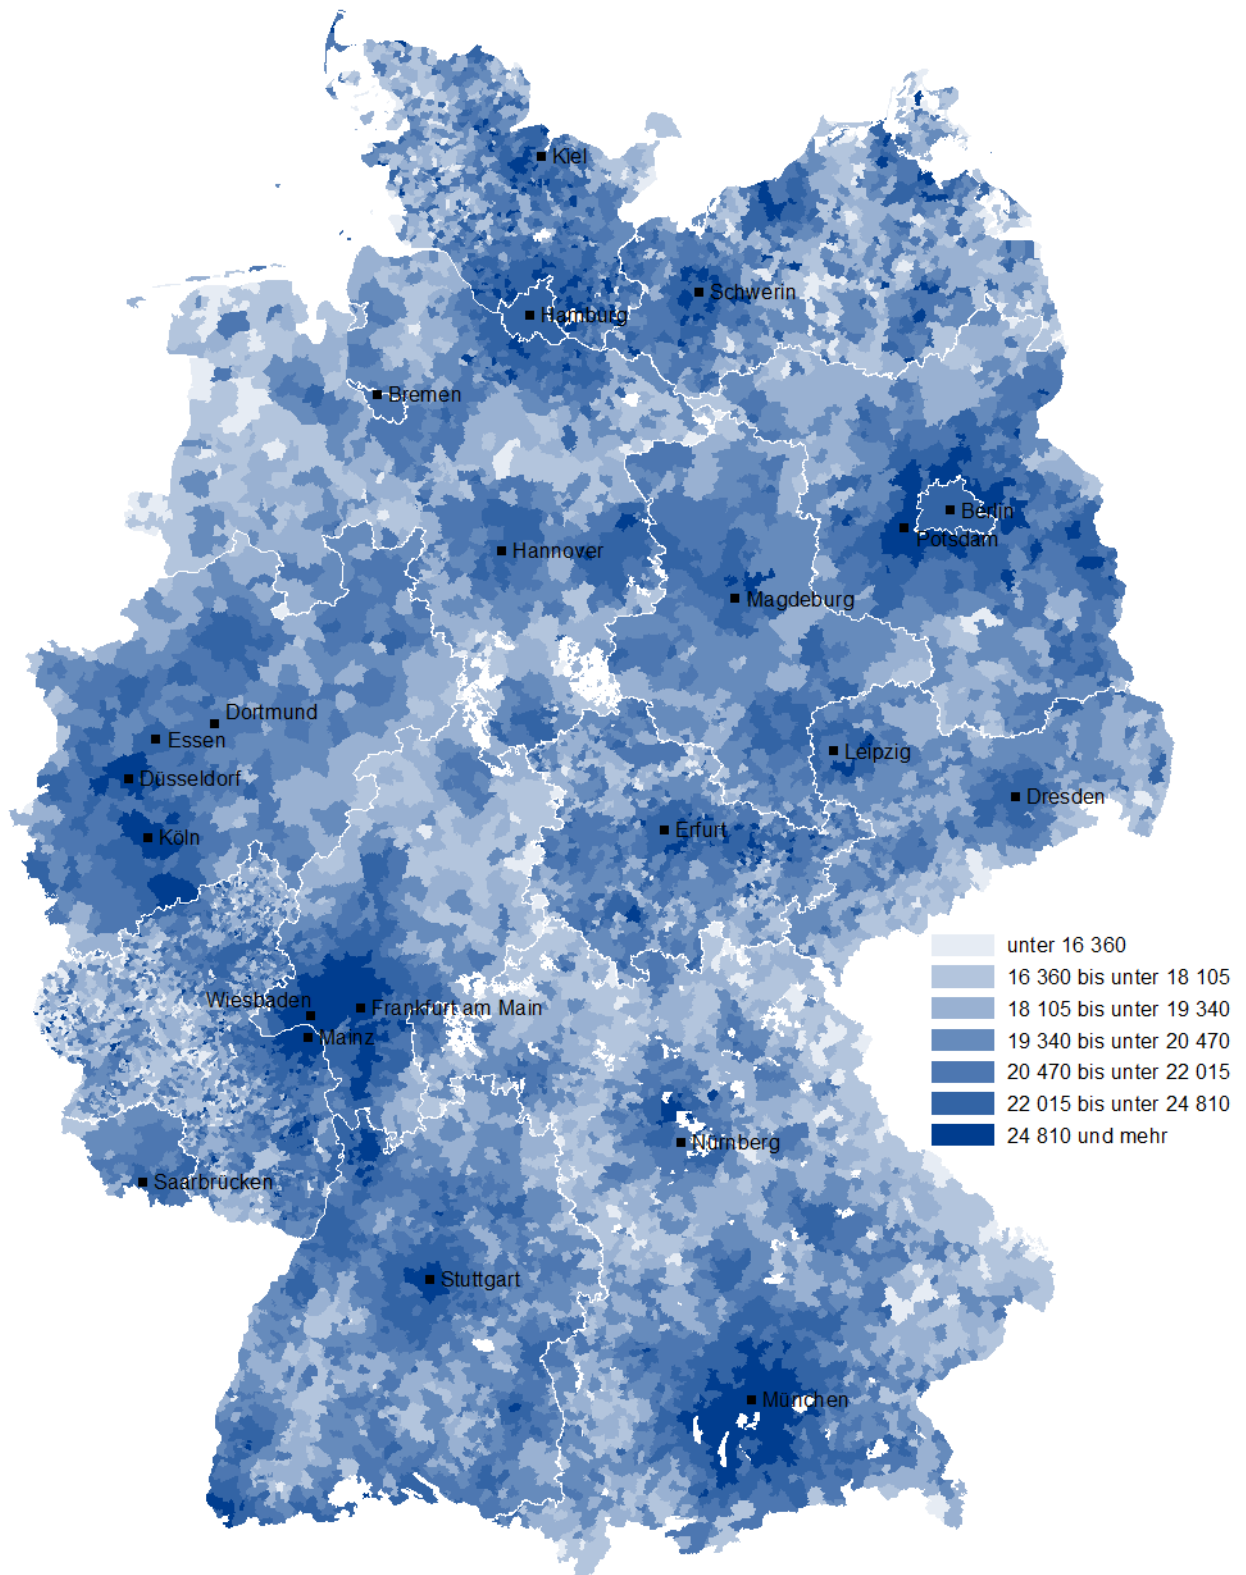 Kiel
Schwerin
Hamburg
Bremen
Berlin
Potsdam
Hannover
Magdeburg
Dortmund
Essen
Leipzig
Düsseldorf
Dresden
Köln
Erfurt
unter 16 360
16 360 bis unter 18 105
18 105 bis unter 19 340
19 340 bis unter 20 470
20 470 bis unter 22 015
22 015 bis unter 24 810
24 810 und mehr
Wiesbaden
Frankfurt am Main
Mainz
Nürnberg
Saarbrücken
Stuttgart
München